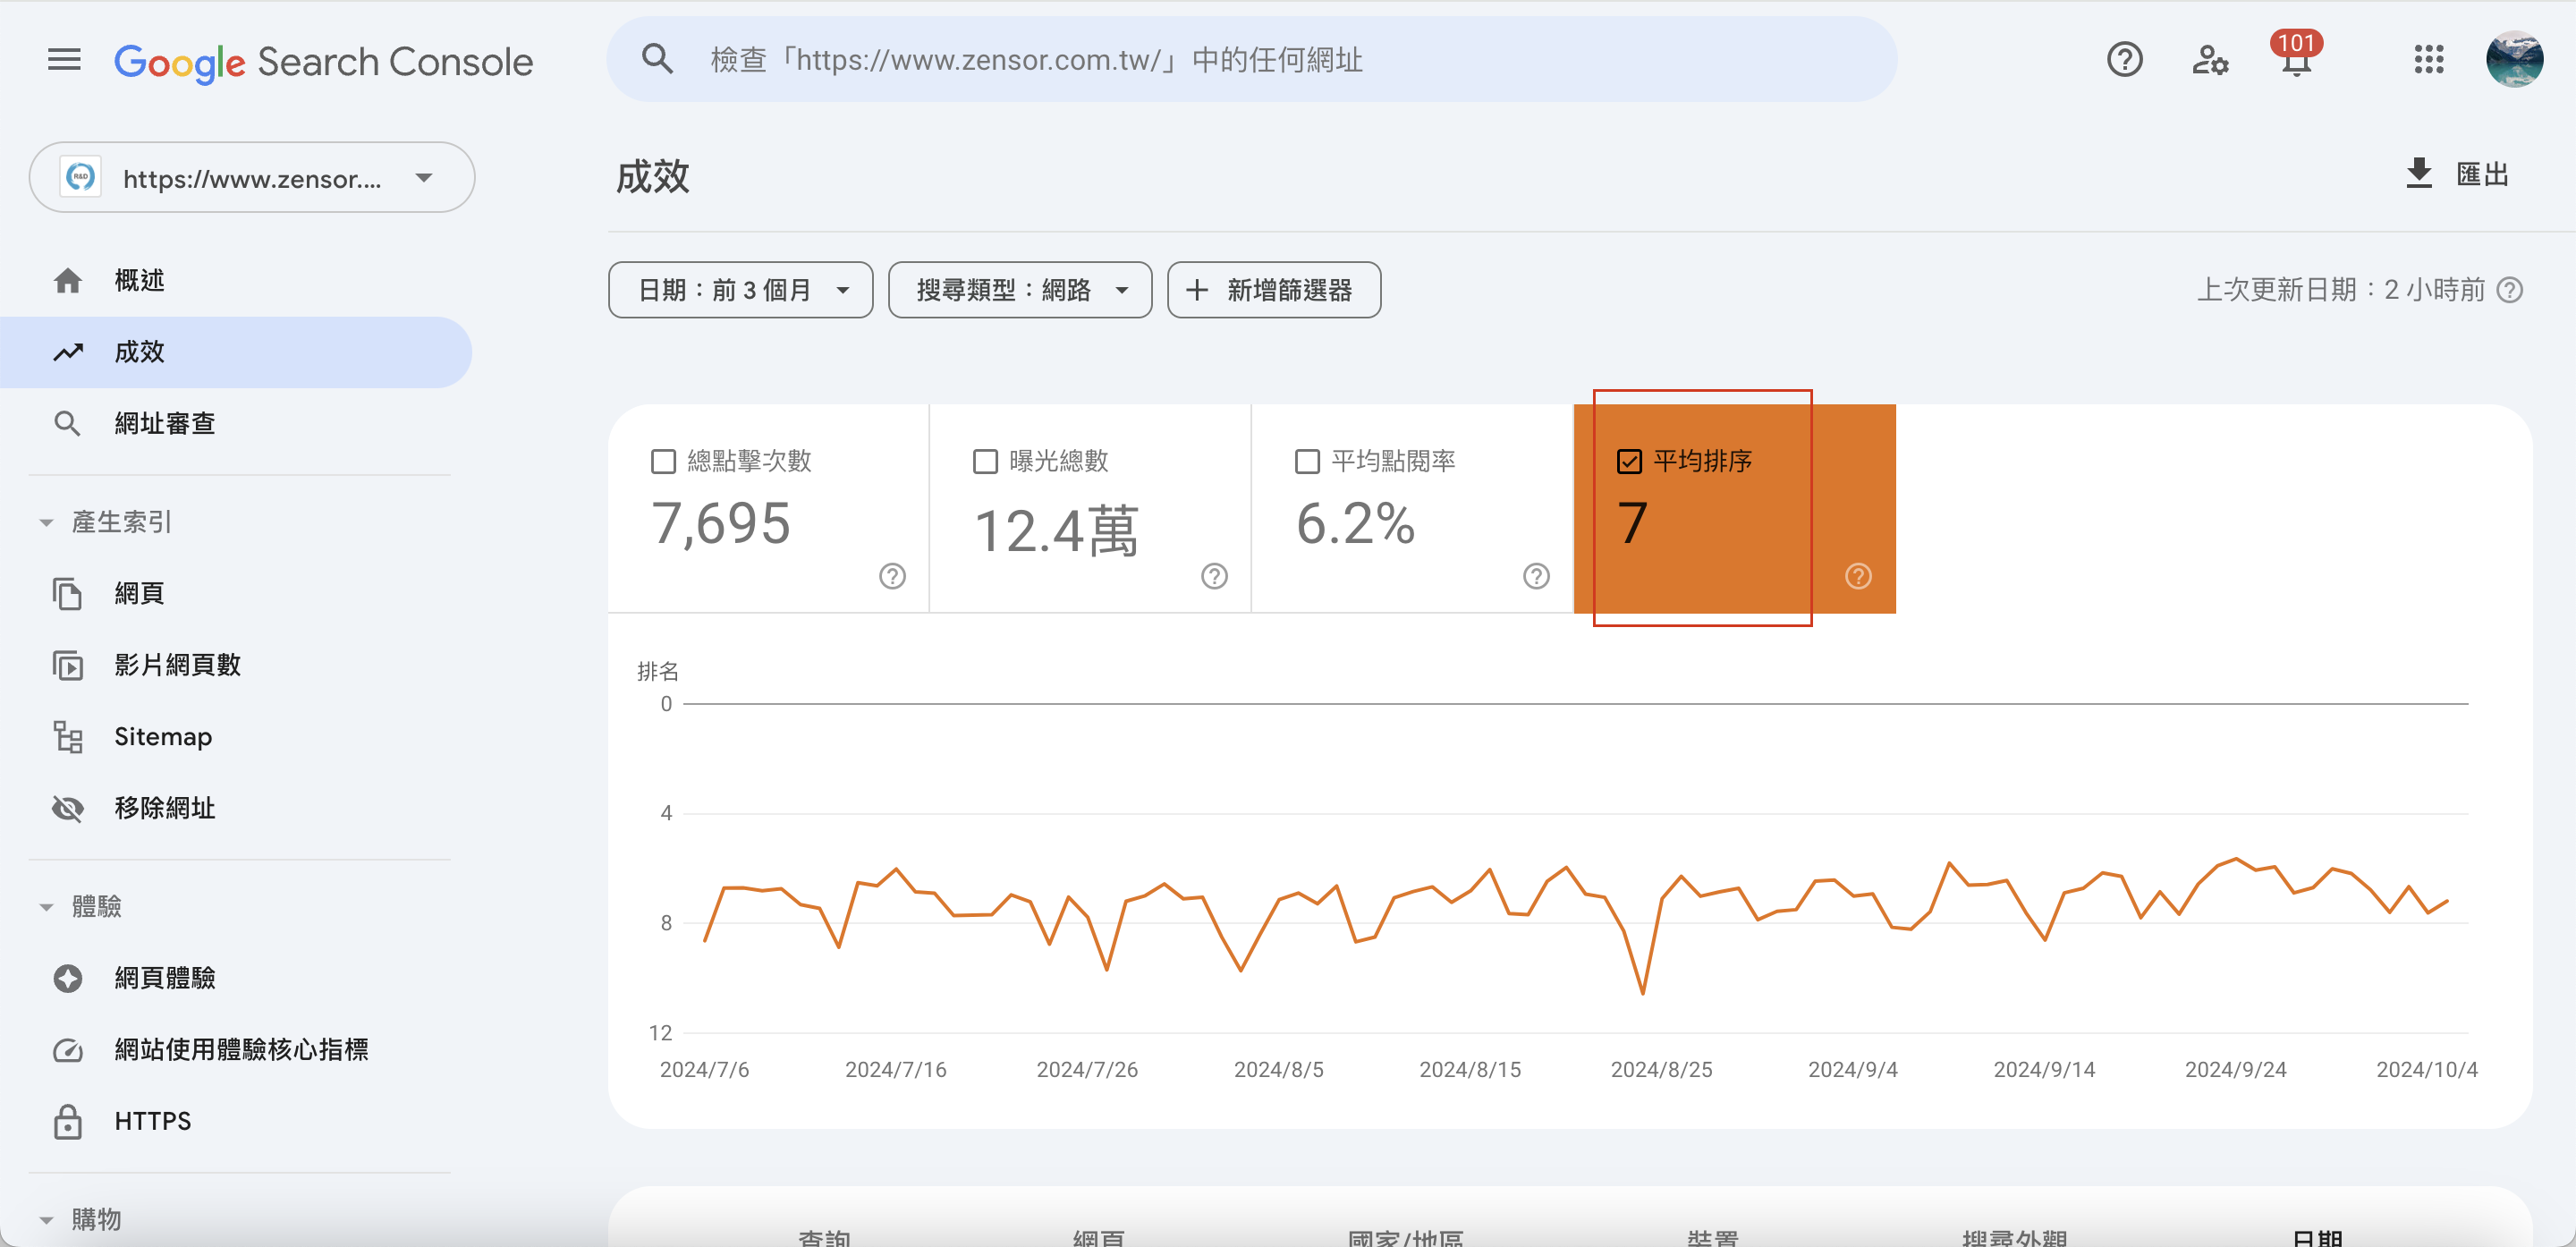 Google Search Console
檢查「https://www.zensor.com.tw/」中的任何網址
101
R&D
https://www.zensor....
成效
匯出
概述
成效
網址審查
日期：前 3 個月
搜尋類型：網路
新增篩選器
上次更新日期：2 小時前
產生索引
網頁
影片網頁數
Sitemap
移除網址
體驗
網頁體驗
網站使用體驗核心指標
HTTPS
購物
總點擊次數
7,695
曝光總數
12.4萬
平均點閱率
6.2%
平均排序
7
排名
0
4
8
12
2024/7/6 2024/7/16 2024/7/26 2024/8/5 2024/8/15 2024/8/25 2024/9/4 2024/9/14 2024/9/24 2024/10/4
查詢 網頁 國家/地區 裝置 搜尋外觀 日期